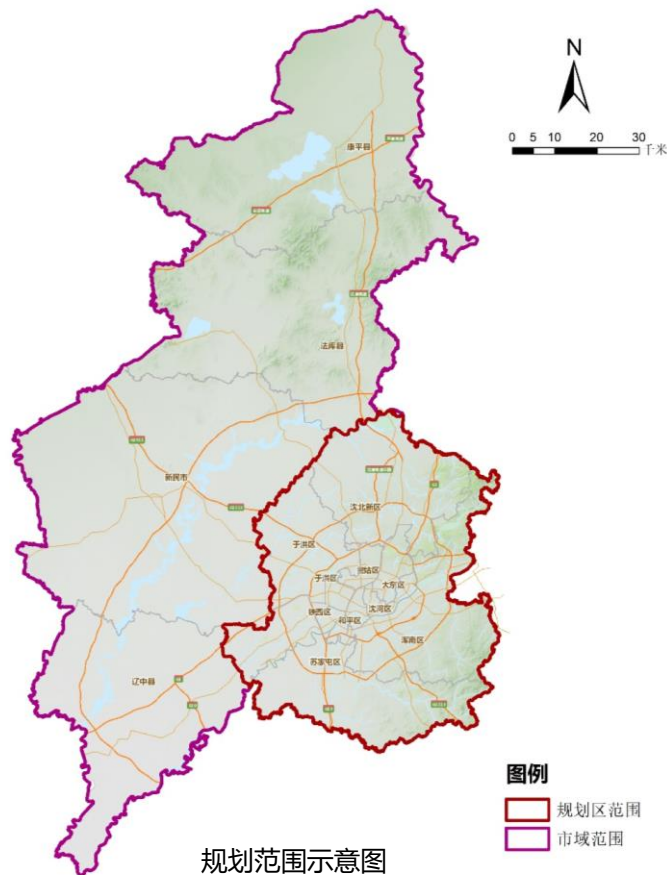 N
0 5 10 20 30
千米
康平县
法库县
新民市
沈北新区
于洪区
皇姑区
于洪区
大东区
铁西区
沈河区
和平区
浑南区
苏家屯区
辽中县
图例
规划区范围
市域范围
规划范围示意图